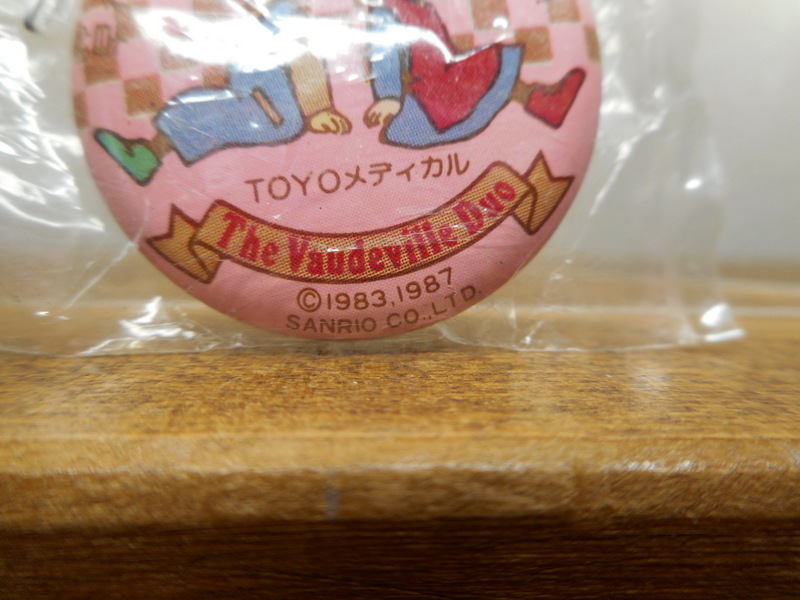 TOYOメディカル
The Vaudeville Duo
©1983,1987
SANRIO CO.,LTD.